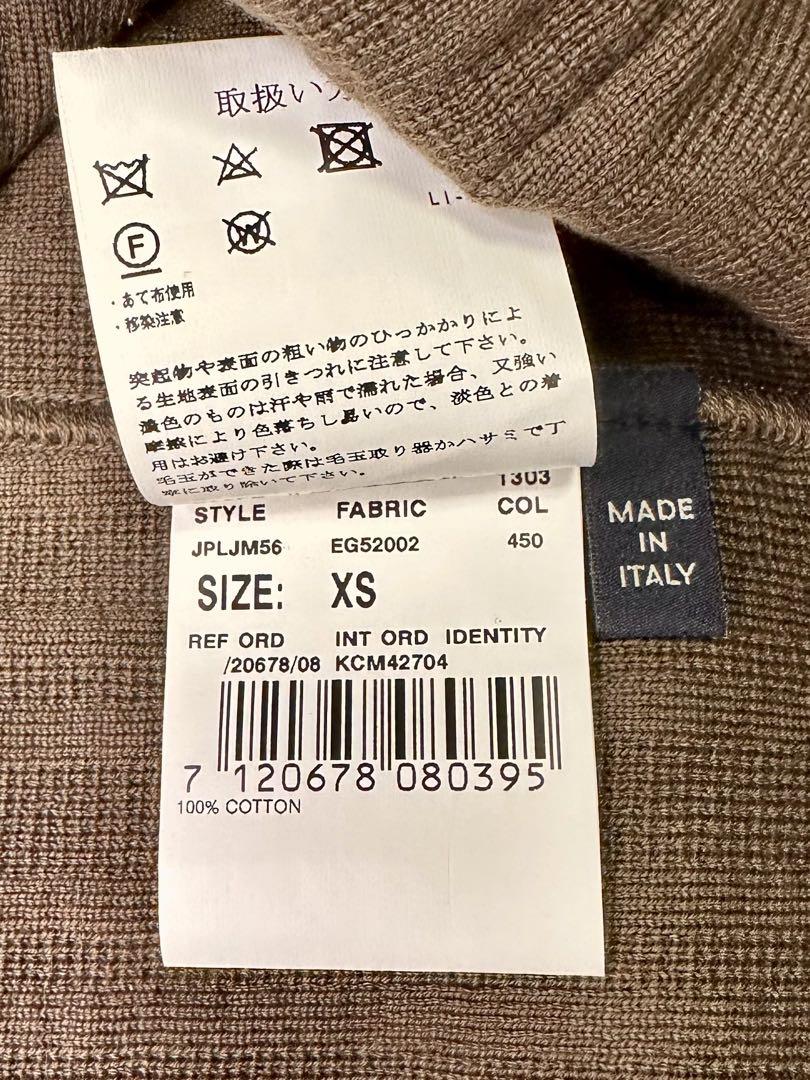 取扱い方
LI-
F
W
・あて布使用
・移染注意
突起物や表面の粗い物のひっかかりによ
る生地表面の引きつれに注意して下さい。
濃色のものは汗や雨で濡れた場合、又強い
摩擦により色落ちし易いので、淡色との着
用はお避け下さい。
毛玉ができた際は毛玉取り器かハサミで丁
寧に取り除いて下さい。
1303
STYLE FABRIC COL
JPLJM56 EG52002 450
SIZE: XS
REF ORD INT ORD IDENTITY
/20678/08 KCM42704
7 120678 080395
100% COTTON
MADE
IN
ITALY